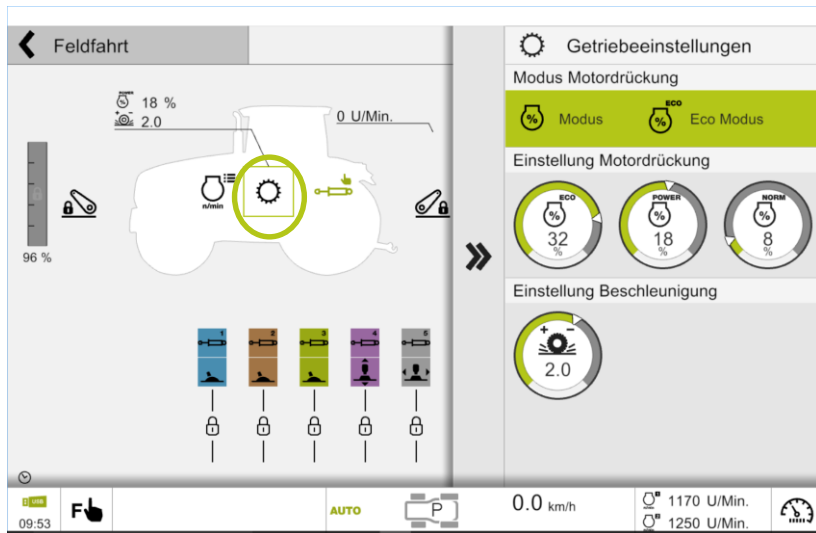 Feldfahrt
POWER
% 18 %
+ -
2.0
0 U/Min.
n/min
96 %
1 2 3 4 5
Getriebeeinstellungen
Modus Motordrückung
% Modus
ECO
% Eco Modus
Einstellung Motordrückung
ECO
%
32
%
POWER
%
18
%
NORM
%
8
%
Einstellung Beschleunigung
+ -
2.0
USB
09:53
F
AUTO
P
0.0 km/h
1170 U/Min.
1250 U/Min.